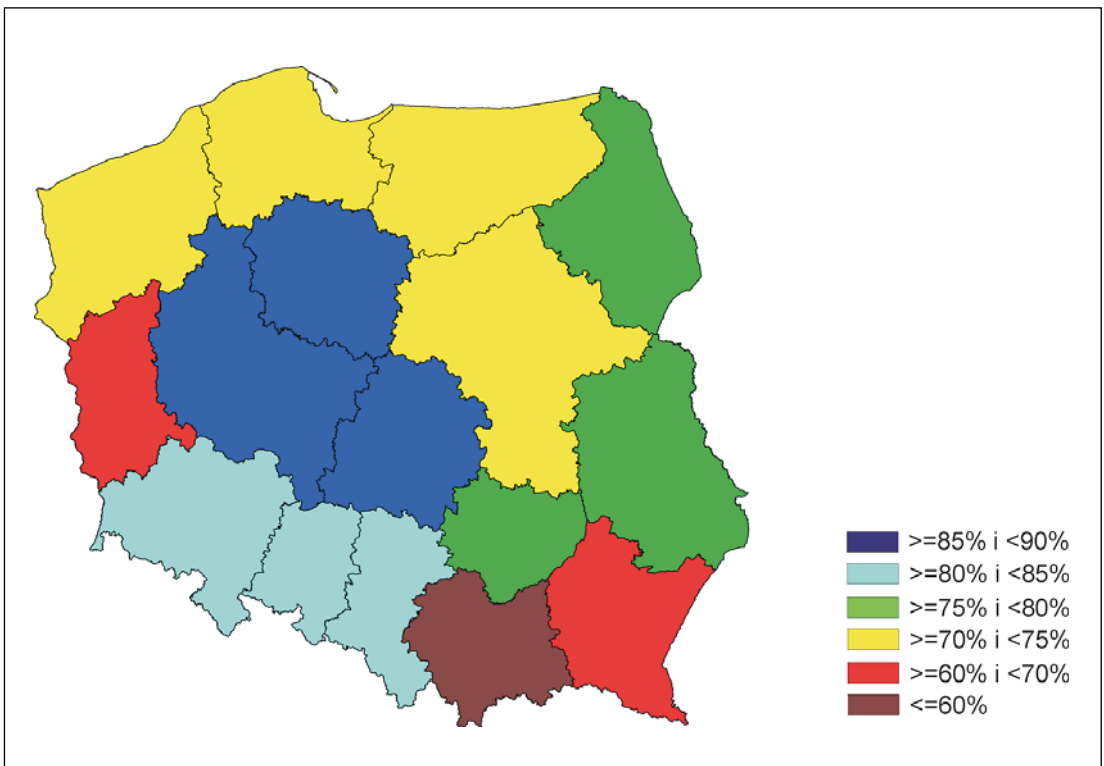 >=85% i <90%
>=80% i <85%
>=75% i <80%
>=70% i <75%
>=60% i <70%
<=60%